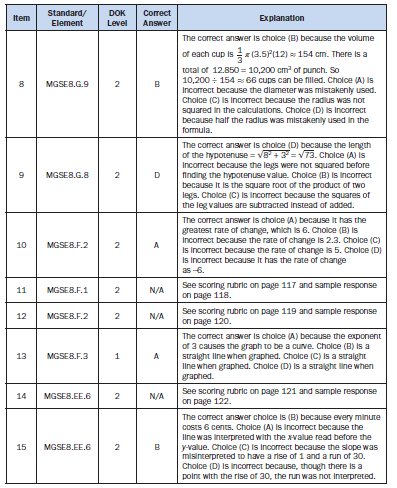 Item
Standard/
Element
DOK
Level
Correct
Answer
Explanation
8
MGSE8.G.9
2
B
The correct answer is choice (B) because the volume
of each cup is 1/3 π (3.5)²(12) ≈ 154 cm. There is a
total of 12.850 = 10,200 cm³ of punch. So
10,200 ÷ 154 ≈ 66 cups can be filled. Choice (A) is
incorrect because the diameter was mistakenly used.
Choice (C) is incorrect because the radius was not
squared in the calculations. Choice (D) is incorrect
because half the radius was mistakenly used in the
formula.
9
MGSE8.G.8
2
D
The correct answer is choice (D) because the length
of the hypotenuse = √8² + 3² = √73. Choice (A) is
incorrect because the legs were not squared before
finding the hypotenuse value. Choice (B) is incorrect
because it is the square root of the product of two
legs. Choice (C) is incorrect because the squares of
the leg values are subtracted instead of added.
10
MGSE8.F.2
2
A
The correct answer is choice (A) because it has the
greatest rate of change, which is 6. Choice (B) is
incorrect because the rate of change is 2.3. Choice (C)
is incorrect because the rate of change is 5. Choice (D)
is incorrect because it has the rate of change
as –6.
11
MGSE8.F.1
2
N/A
See scoring rubric on page 117 and sample response
on page 118.
12
MGSE8.F.2
2
N/A
See scoring rubric on page 119 and sample response
on page 120.
13
MGSE8.F.3
1
A
The correct answer is choice (A) because the exponent
of 3 causes the graph to be a curve. Choice (B) is a
straight line when graphed. Choice (C) is a straight
line when graphed. Choice (D) is a straight line when
graphed.
14
MGSE8.EE.6
2
N/A
See scoring rubric on page 121 and sample response
on page 122.
15
MGSE8.EE.6
2
B
The correct answer choice is (B) because every minute
costs 6 cents. Choice (A) is incorrect because the
line was interpreted with the x-value read before the
y-value. Choice (C) is incorrect because the slope was
misinterpreted to have a rise of 1 and a run of 30.
Choice (D) is incorrect because, though there is a
point with the rise of 30, the run was not interpreted.